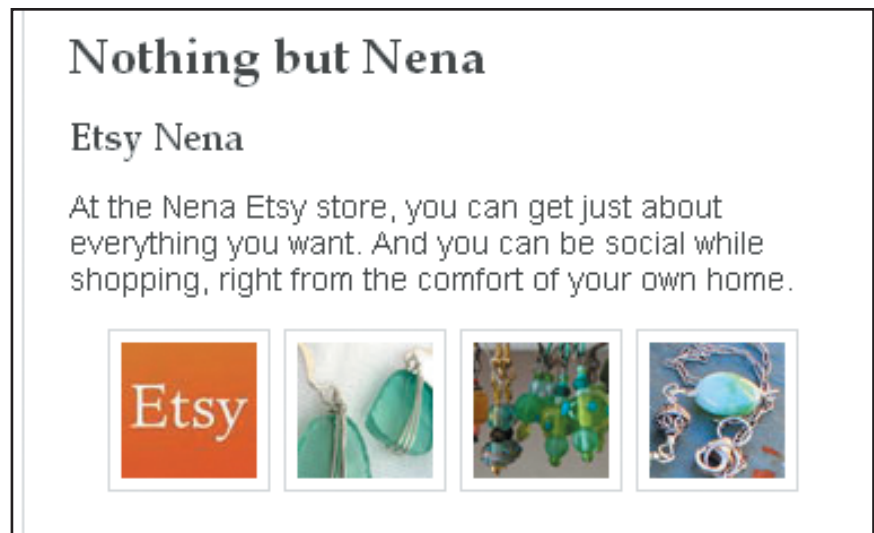 Nothing but Nena
Etsy Nena
At the Nena Etsy store, you can get just about
everything you want. And you can be social while
shopping, right from the comfort of your own home.
Etsy